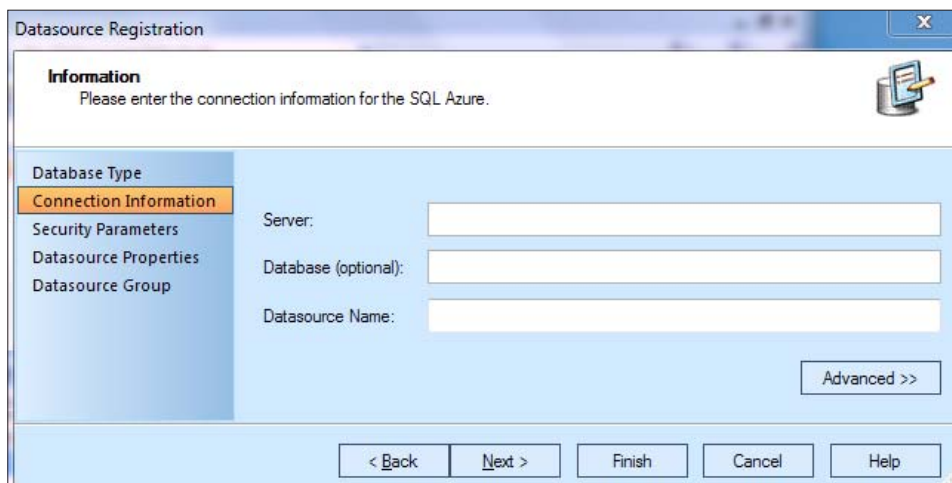 Datasource Registration
X
Information
Please enter the connection information for the SQL Azure.
Database Type
Connection Information
Security Parameters
Datasource Properties
Datasource Group
Server:
Database (optional):
Datasource Name:
Advanced >>
< Back
Next >
Finish
Cancel
Help